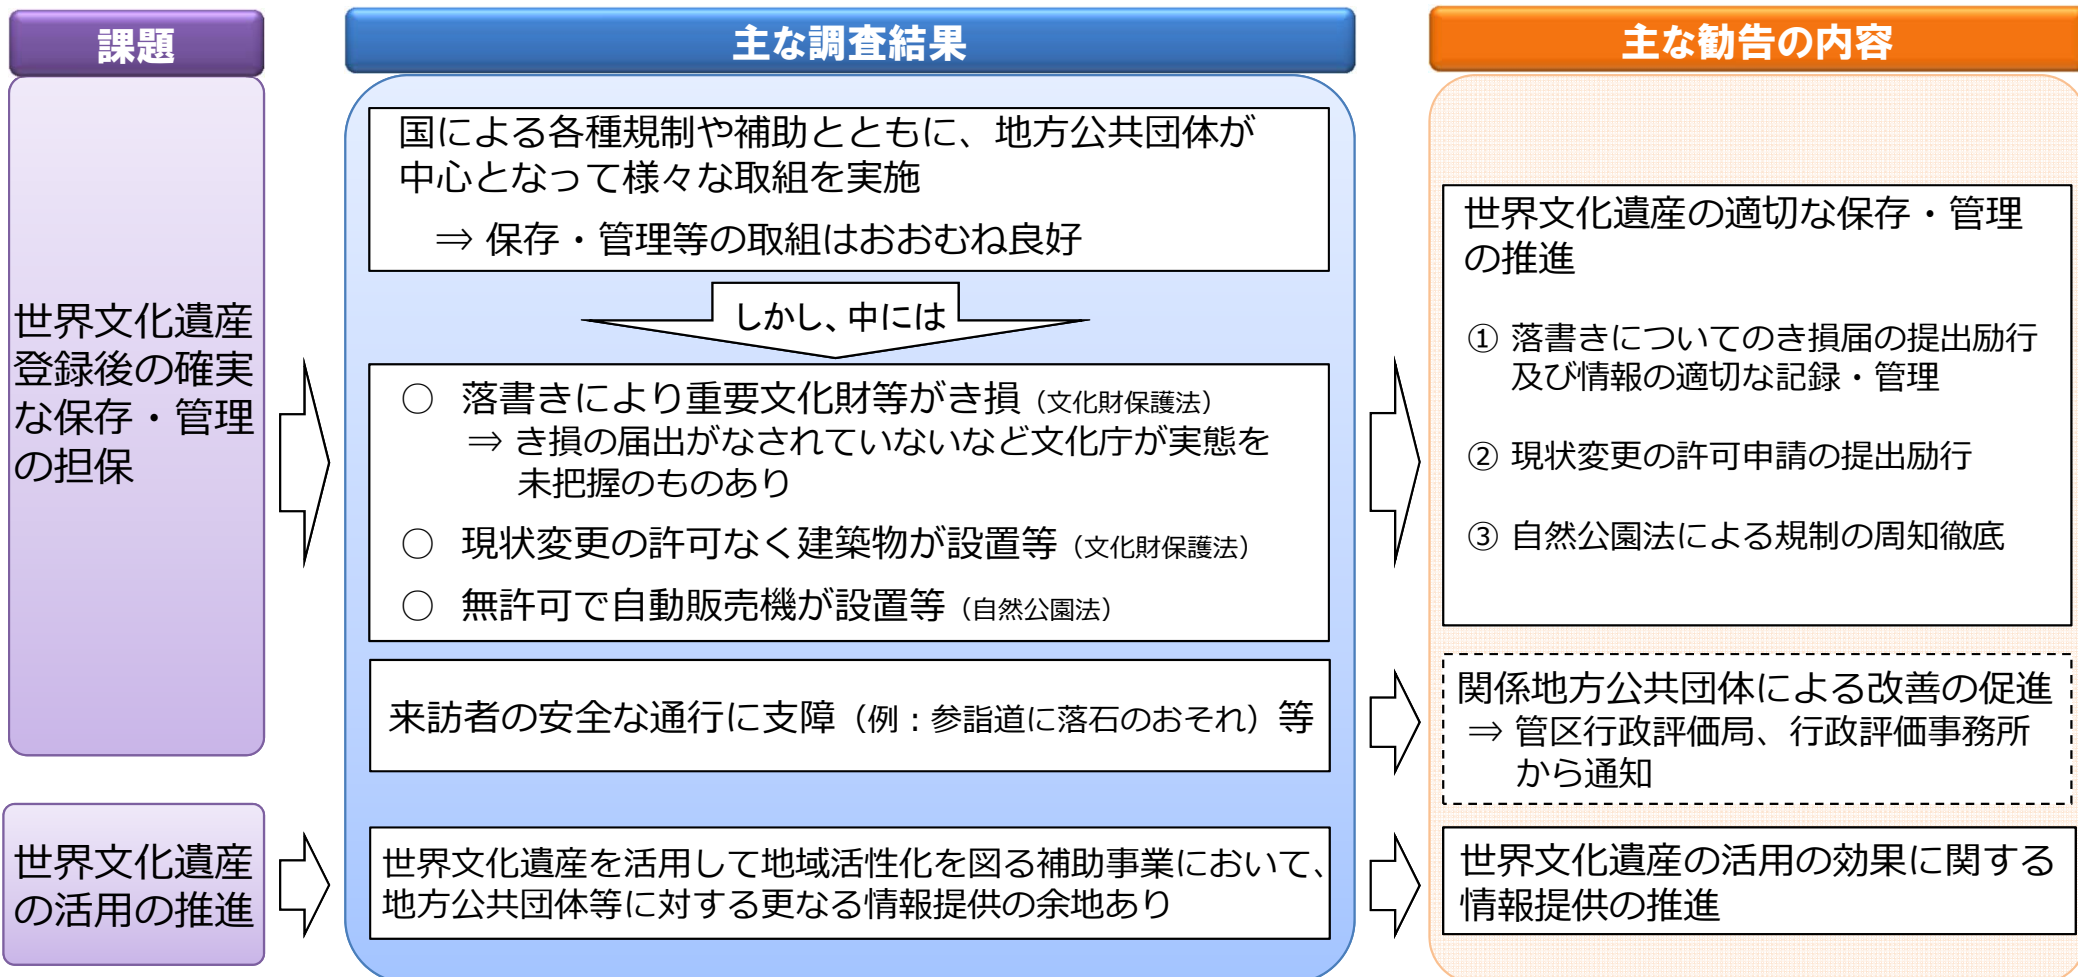 課題
世界文化遺産
登録後の確実
な保存・管理
の担保
世界文化遺産
の活用の推進
主な調査結果
国による各種規制や補助とともに、地方公共団体が
中心となって様々な取組を実施
⇒ 保存・管理等の取組はおおむね良好
しかし、中には
○ 落書きにより重要文化財等がき損（文化財保護法）
⇒ き損の届出がなされていないなど文化庁が実態を
未把握のものあり
○ 現状変更の許可なく建築物が設置等（文化財保護法）
○ 無許可で自動販売機が設置等（自然公園法）
来訪者の安全な通行に支障（例：参詣道に落石のおそれ）等
世界文化遺産を活用して地域活性化を図る補助事業において、
地方公共団体等に対する更なる情報提供の余地あり
主な勧告の内容
世界文化遺産の適切な保存・管理
の推進
① 落書きについてのき損届の提出励行
及び情報の適切な記録・管理
② 現状変更の許可申請の提出励行
③ 自然公園法による規制の周知徹底
関係地方公共団体による改善の促進
⇒ 管区行政評価局、行政評価事務所
から通知
世界文化遺産の活用の効果に関する
情報提供の推進